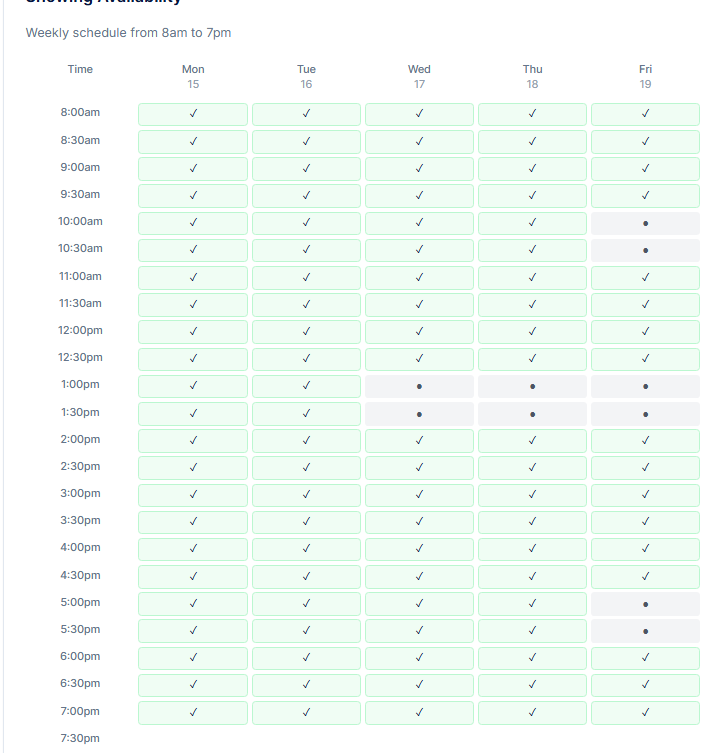 Showing Availability
Weekly schedule from 8am to 7pm
Time Mon Tue Wed Thu Fri
15 16 17 18 19
8:00am ✓ ✓ ✓ ✓ ✓
8:30am ✓ ✓ ✓ ✓ ✓
9:00am ✓ ✓ ✓ ✓ ✓
9:30am ✓ ✓ ✓ ✓ ✓
10:00am ✓ ✓ ✓ ✓ •
10:30am ✓ ✓ ✓ ✓ •
11:00am ✓ ✓ ✓ ✓ ✓
11:30am ✓ ✓ ✓ ✓ ✓
12:00pm ✓ ✓ ✓ ✓ ✓
12:30pm ✓ ✓ ✓ ✓ ✓
1:00pm ✓ ✓ • • •
1:30pm ✓ ✓ • • •
2:00pm ✓ ✓ ✓ ✓ ✓
2:30pm ✓ ✓ ✓ ✓ ✓
3:00pm ✓ ✓ ✓ ✓ ✓
3:30pm ✓ ✓ ✓ ✓ ✓
4:00pm ✓ ✓ ✓ ✓ ✓
4:30pm ✓ ✓ ✓ ✓ ✓
5:00pm ✓ ✓ ✓ ✓ •
5:30pm ✓ ✓ ✓ ✓ •
6:00pm ✓ ✓ ✓ ✓ ✓
6:30pm ✓ ✓ ✓ ✓ ✓
7:00pm ✓ ✓ ✓ ✓ ✓
7:30pm